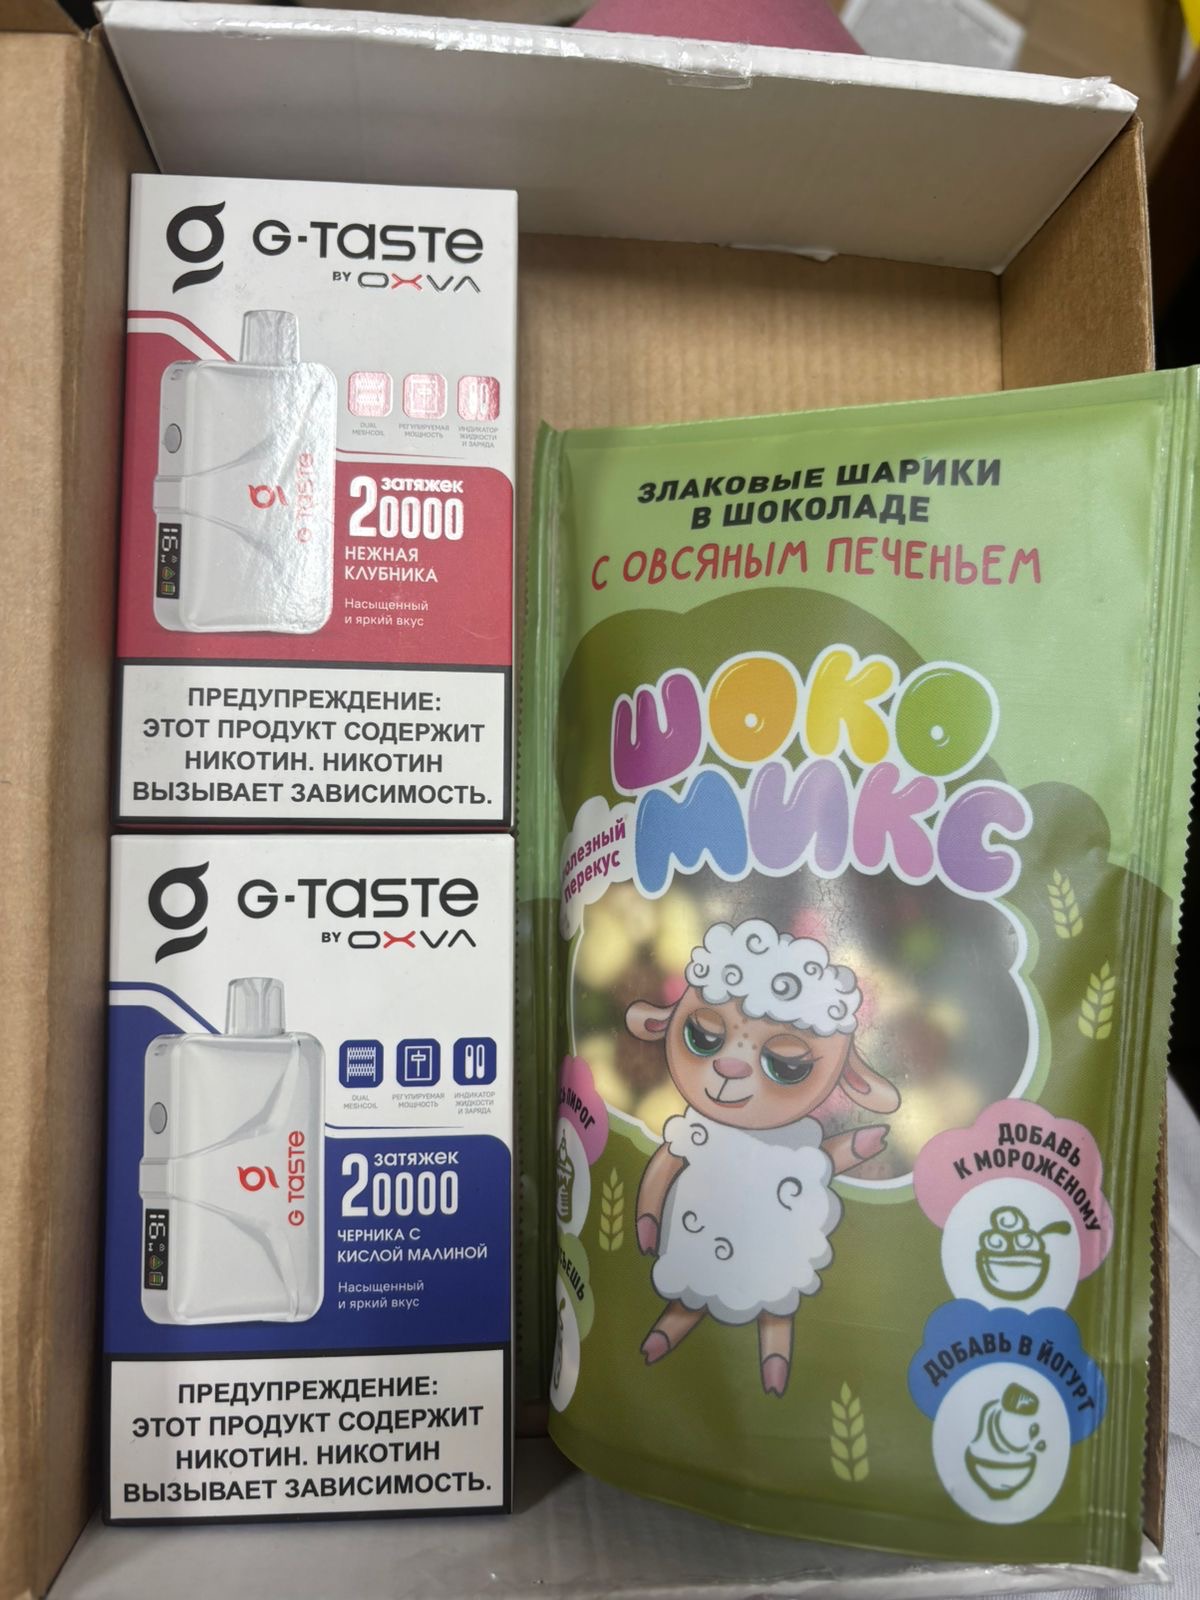 G-TASTE
BY OXVA
DUAL
MESHCOIL
РЕГУЛИРУЕМАЯ
МОЩНОСТЬ
ИНДИКАТОР
ЖИДКОСТИ
И ЗАРЯДА
G TASTE
затяжек
20000
НЕЖНАЯ
КЛУБНИКА
Насыщенный
и яркий вкус
ПРЕДУПРЕЖДЕНИЕ:
ЭТОТ ПРОДУКТ СОДЕРЖИТ
НИКОТИН. НИКОТИН
ВЫЗЫВАЕТ ЗАВИСИМОСТЬ.
G-TASTE
BY OXVA
DUAL
MESHCOIL
РЕГУЛИРУЕМАЯ
МОЩНОСТЬ
ИНДИКАТОР
ЖИДКОСТИ
И ЗАРЯДА
G TASTE
затяжек
20000
ЧЕРНИКА С
КИСЛОЙ МАЛИНОЙ
Насыщенный
и яркий вкус
ПРЕДУПРЕЖДЕНИЕ:
ЭТОТ ПРОДУКТ СОДЕРЖИТ
НИКОТИН. НИКОТИН
ВЫЗЫВАЕТ ЗАВИСИМОСТЬ.
ЗЛАКОВЫЕ ШАРИКИ
В ШОКОЛАДЕ
С ОВСЯНЫМ ПЕЧЕНЬЕМ
ШОКО
МИКС
полезный
перекус
ПИРОГ
ДОБАВЬ
К МОРОЖЕНОМУ
ДОБАВЬ В ЙОГУРТ